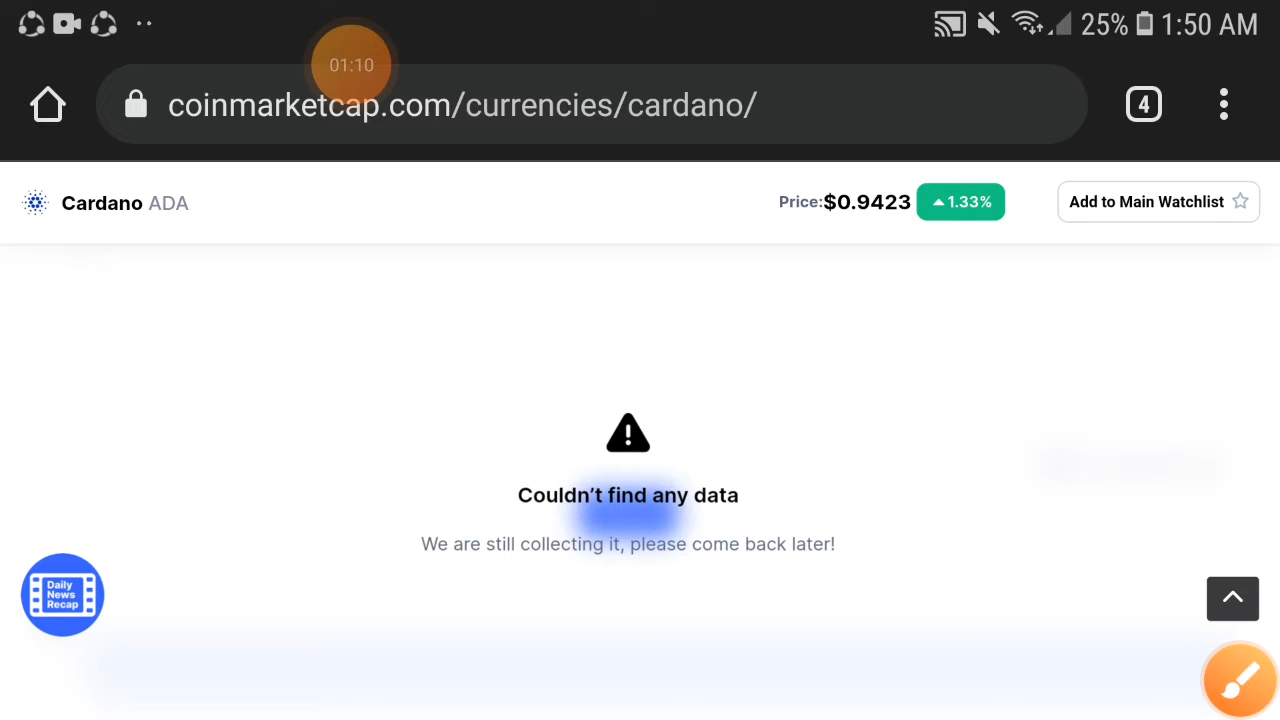 25% 1:50 AM
01:10
coinmarketcap.com/currencies/cardano/
4
Cardano ADA
Price:$0.9423 1.33%
Add to Main Watchlist
Couldn't find any data
We are still collecting it, please come back later!
Daily
News
Recap